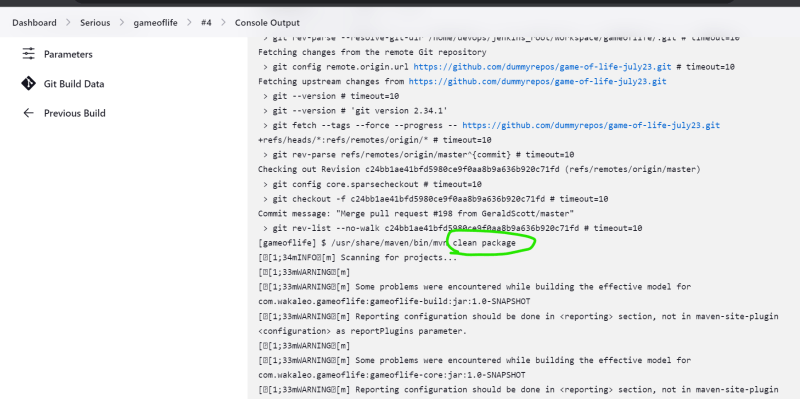 Dashboard > Serious > gameoflife > #4 > Console Output
Parameters
Git Build Data
Previous Build
> git rev-parse --resolve-git-dir /home/devops/jenkins_root/workspace/gameoflife/.git # timeout=10
Fetching changes from the remote Git repository
> git config remote.origin.url https://github.com/dummyrepos/game-of-life-july23.git # timeout=10
Fetching upstream changes from https://github.com/dummyrepos/game-of-life-july23.git
> git --version # timeout=10
> git --version # 'git version 2.34.1'
> git fetch --tags --force --progress -- https://github.com/dummyrepos/game-of-life-july23.git
+refs/heads/*:refs/remotes/origin/* # timeout=10
> git rev-parse refs/remotes/origin/master^{commit} # timeout=10
Checking out Revision c24bb1ae41bfd5980ce9f0aa8b9a636b920c71fd (refs/remotes/origin/master)
> git config core.sparsecheckout # timeout=10
> git checkout -f c24bb1ae41bfd5980ce9f0aa8b9a636b920c71fd # timeout=10
Commit message: "Merge pull request #198 from GeraldScott/master"
> git rev-list --no-walk c24bb1ae41bfd5980ce9f0aa8b9a636b920c71fd # timeout=10
[gameoflife] $ /usr/share/maven/bin/mvn clean package
[␛[1;34mINFO␛[m] Scanning for projects...
[␛[1;33mWARNING␛[m]
[␛[1;33mWARNING␛[m] Some problems were encountered while building the effective model for
com.wakaleo.gameoflife:gameoflife-build:jar:1.0-SNAPSHOT
[␛[1;33mWARNING␛[m] Reporting configuration should be done in <reporting> section, not in maven-site-plugin
<configuration> as reportPlugins parameter.
[␛[1;33mWARNING␛[m]
[␛[1;33mWARNING␛[m] Some problems were encountered while building the effective model for
com.wakaleo.gameoflife:gameoflife-core:jar:1.0-SNAPSHOT
[␛[1;33mWARNING␛[m] Reporting configuration should be done in <reporting> section, not in maven-site-plugin